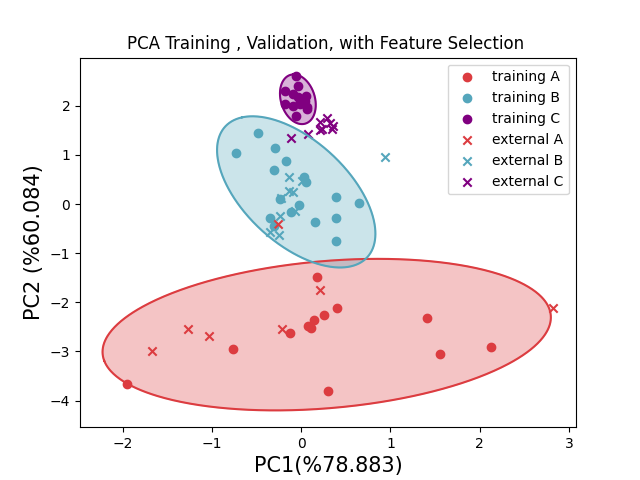 PCA Training , Validation, with Feature Selection
training A
training B
training C
external A
external B
external C
2
1
0
−1
−2
−3
−4
PC2 (%60.084)
−2 −1 0 1 2 3
PC1(%78.883)